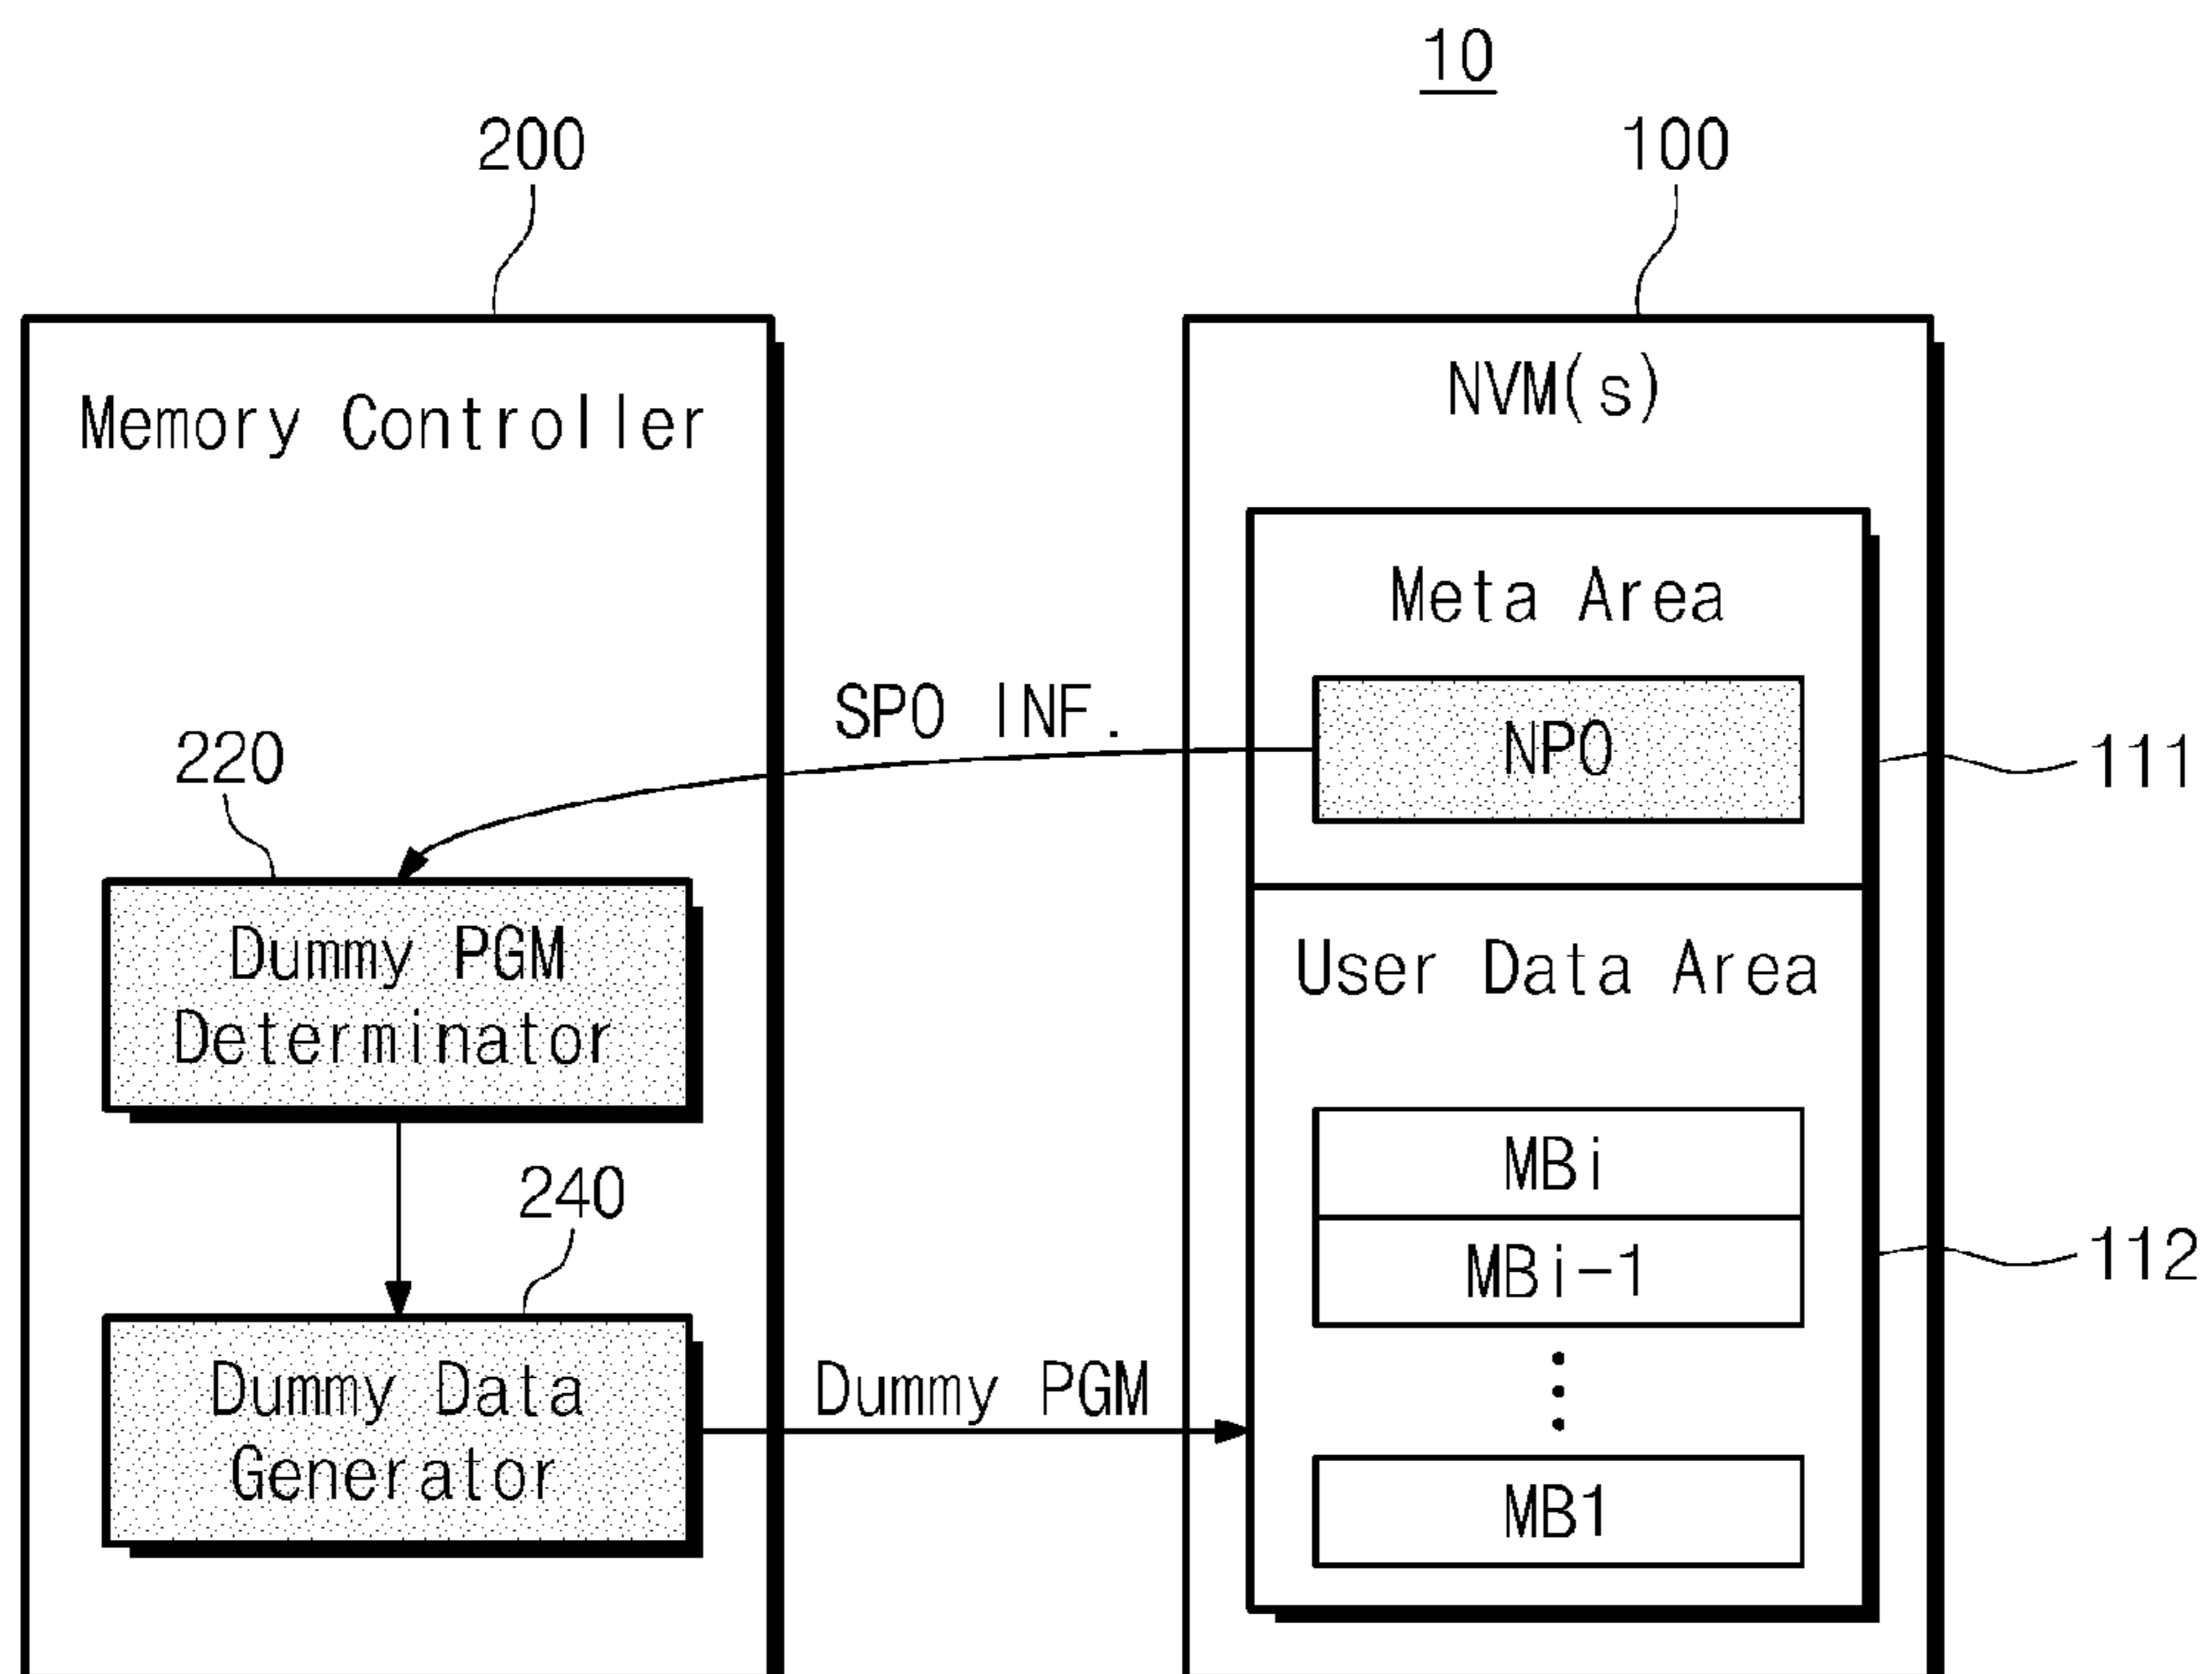 10
200
100
Memory Controller
NVM(s)
Meta Area
SPO INF.
NPO
220
111
Dummy PGM
Determinator
User Data Area
MBi
240
MBi-1
112
Dummy Data
Generator
Dummy PGM
MB1